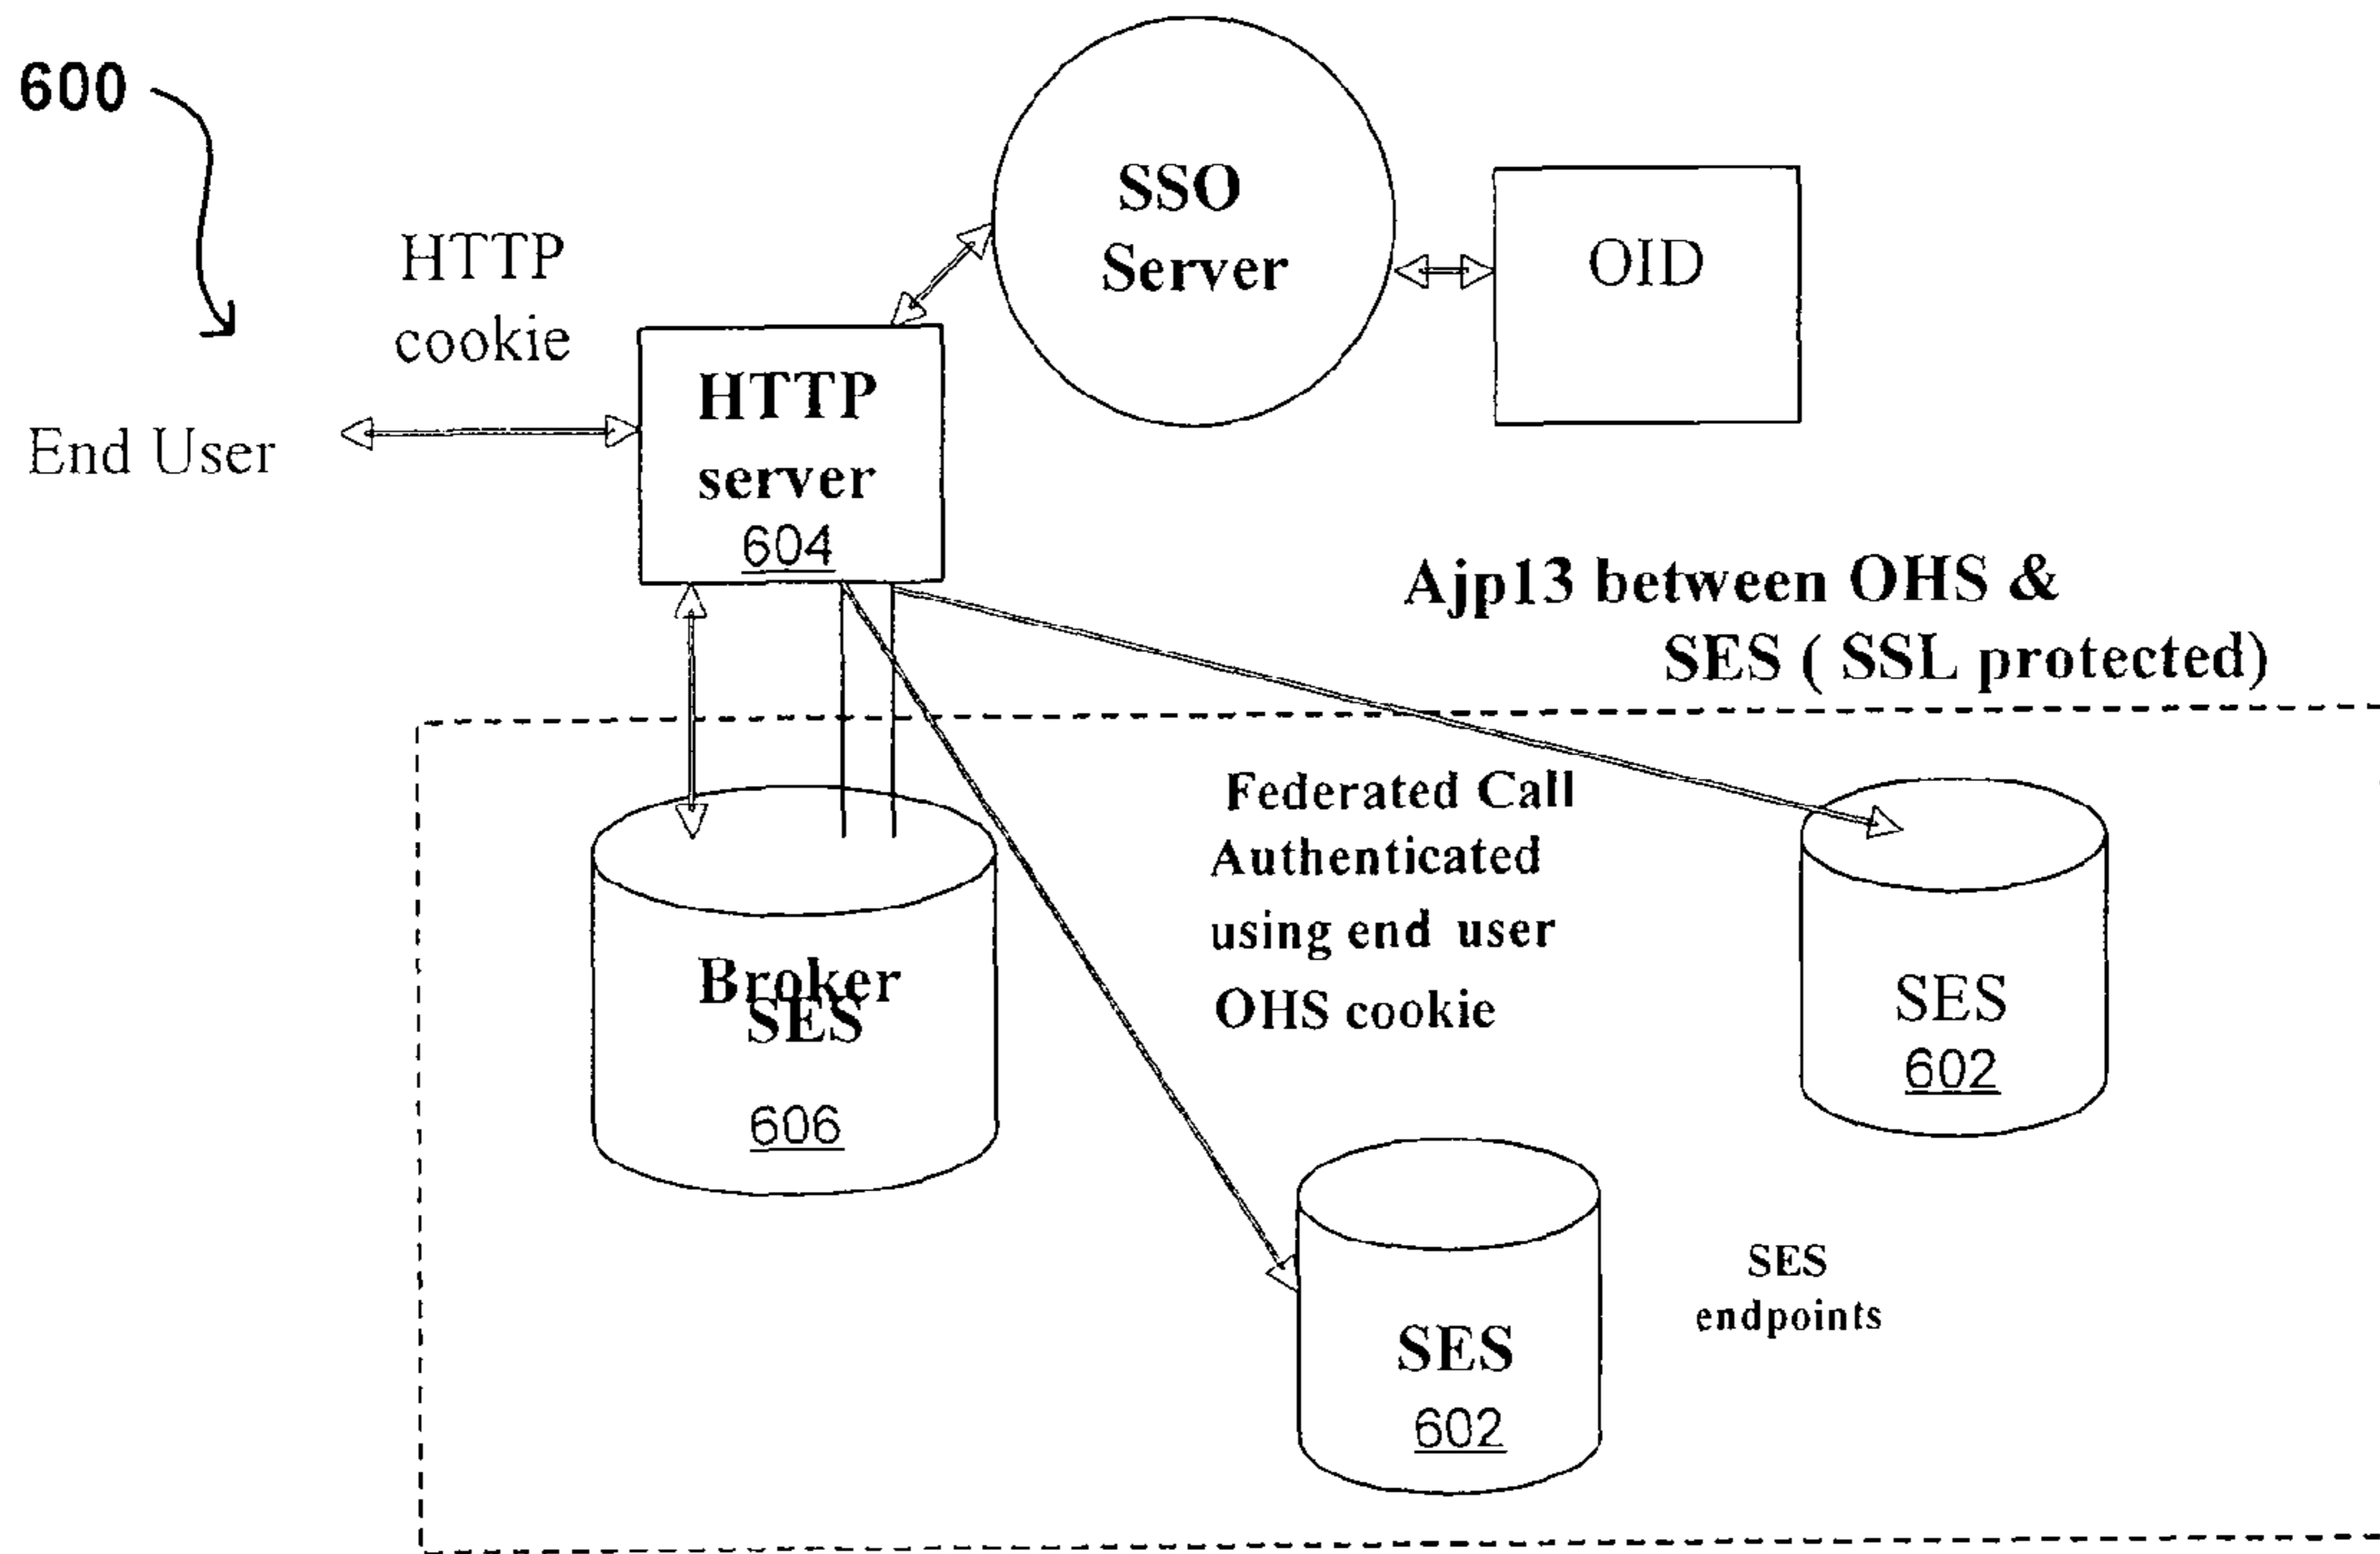 600
HTTP
cookie
End User
SSO
Server
OID
HTTP
server
604
Ajp13 between OHS &
SES ( SSL protected)
Federated Call
Authenticated
using end user
OHS cookie
Broker
SES
606
SES
602
SES
602
SES
endpoints